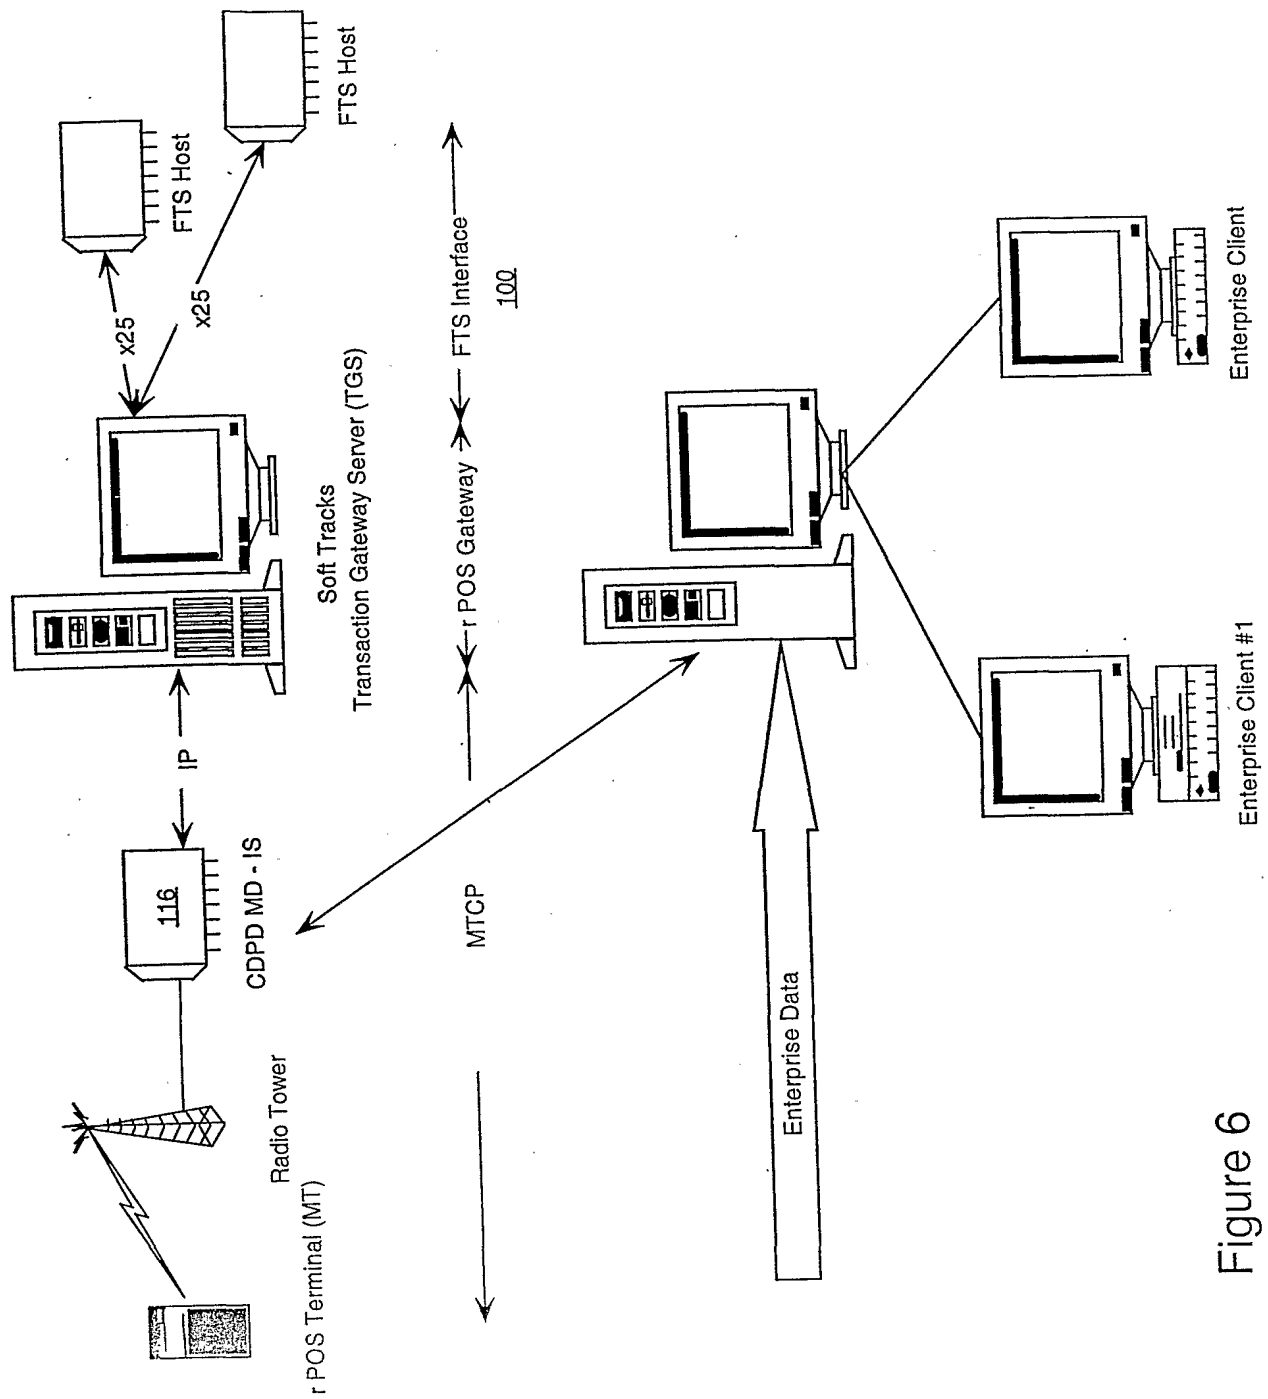 FTS Host
FTS Host
x25
x25
Soft Tracks
Transaction Gateway Server (TGS)
IP
116
CDPD MD - IS
Radio Tower
r POS Terminal (MT)
MTCP
r POS Gateway
FTS Interface
100
Enterprise Data
Enterprise Client #1
Enterprise Client
Figure 6